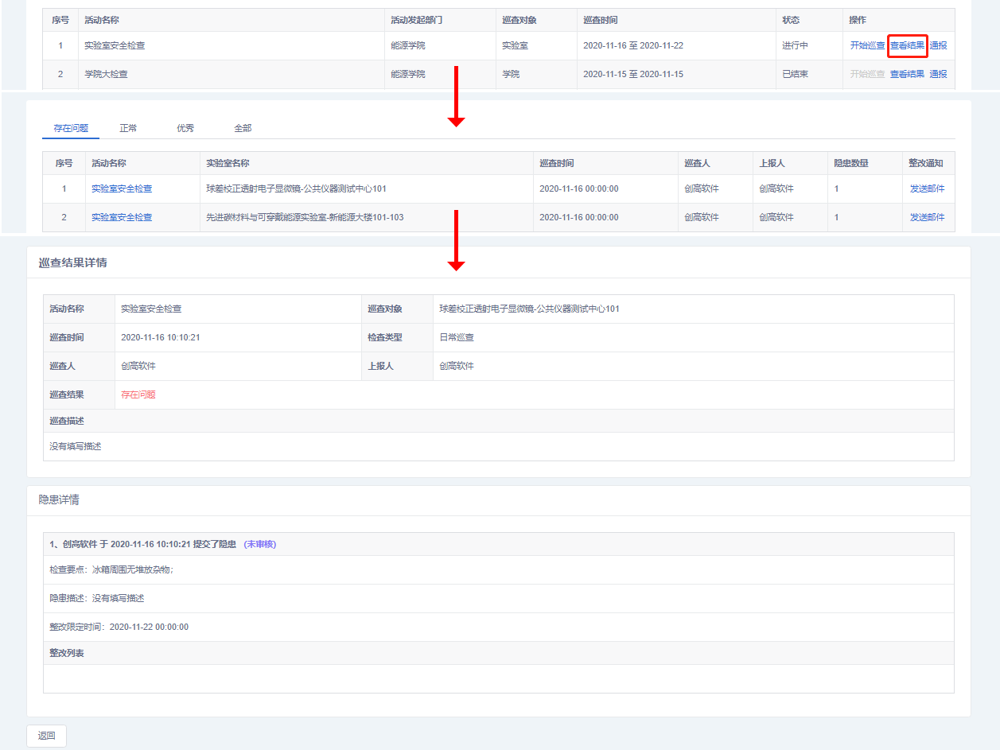 序号 活动名称 活动发起部门 巡查对象 巡查时间 状态 操作
1 实验室安全检查 能源学院 实验室 2020-11-16 至 2020-11-22 进行中 开始巡查 查看结果 通报
2 学院大检查 能源学院 学院 2020-11-15 至 2020-11-15 已结束 开始巡查 查看结果 通报
存在问题 正常 优秀 全部
序号 活动名称 实验室名称 巡查时间 巡查人 上报人 隐患数量 整改通知
1 实验室安全检查 球差校正透射电子显微镜-公共仪器测试中心101 2020-11-16 00:00:00 创高软件 创高软件 1 发送邮件
2 实验室安全检查 先进碳材料与可穿戴能源实验室-新能源大楼101-103 2020-11-16 00:00:00 创高软件 创高软件 1 发送邮件
巡查结果详情
活动名称 实验室安全检查 巡查对象 球差校正透射电子显微镜-公共仪器测试中心101
巡查时间 2020-11-16 10:10:21 检查类型 日常巡查
巡查人 创高软件 上报人 创高软件
巡查结果 存在问题
巡查描述
没有填写描述
隐患详情
1、创高软件 于 2020-11-16 10:10:21 提交了隐患 (未审核)
检查要点：冰箱周围无堆放杂物;
隐患描述：没有填写描述
整改限定时间：2020-11-22 00:00:00
整改列表
返回